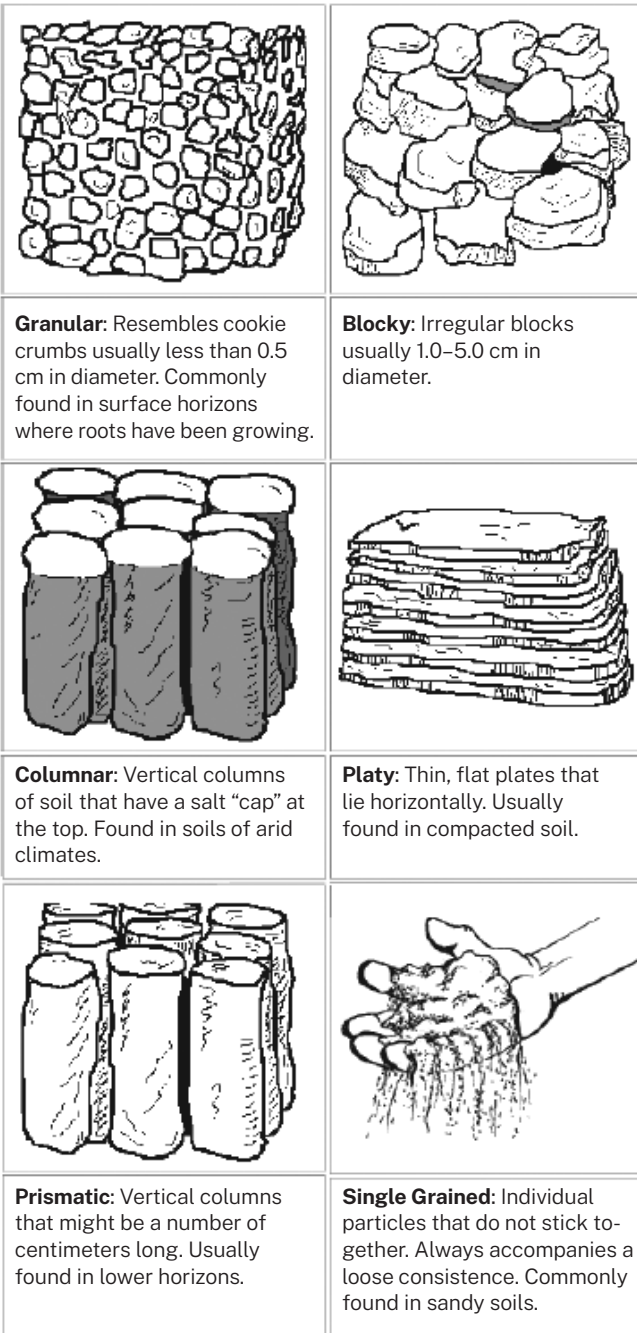 Granular: Resembles cookie
crumbs usually less than 0.5
cm in diameter. Commonly
found in surface horizons
where roots have been growing.
Blocky: Irregular blocks
usually 1.0–5.0 cm in
diameter.
Columnar: Vertical columns
of soil that have a salt “cap” at
the top. Found in soils of arid
climates.
Platy: Thin, flat plates that
lie horizontally. Usually
found in compacted soil.
Prismatic: Vertical columns
that might be a number of
centimeters long. Usually
found in lower horizons.
Single Grained: Individual
particles that do not stick to-
gether. Always accompanies a
loose consistence. Commonly
found in sandy soils.